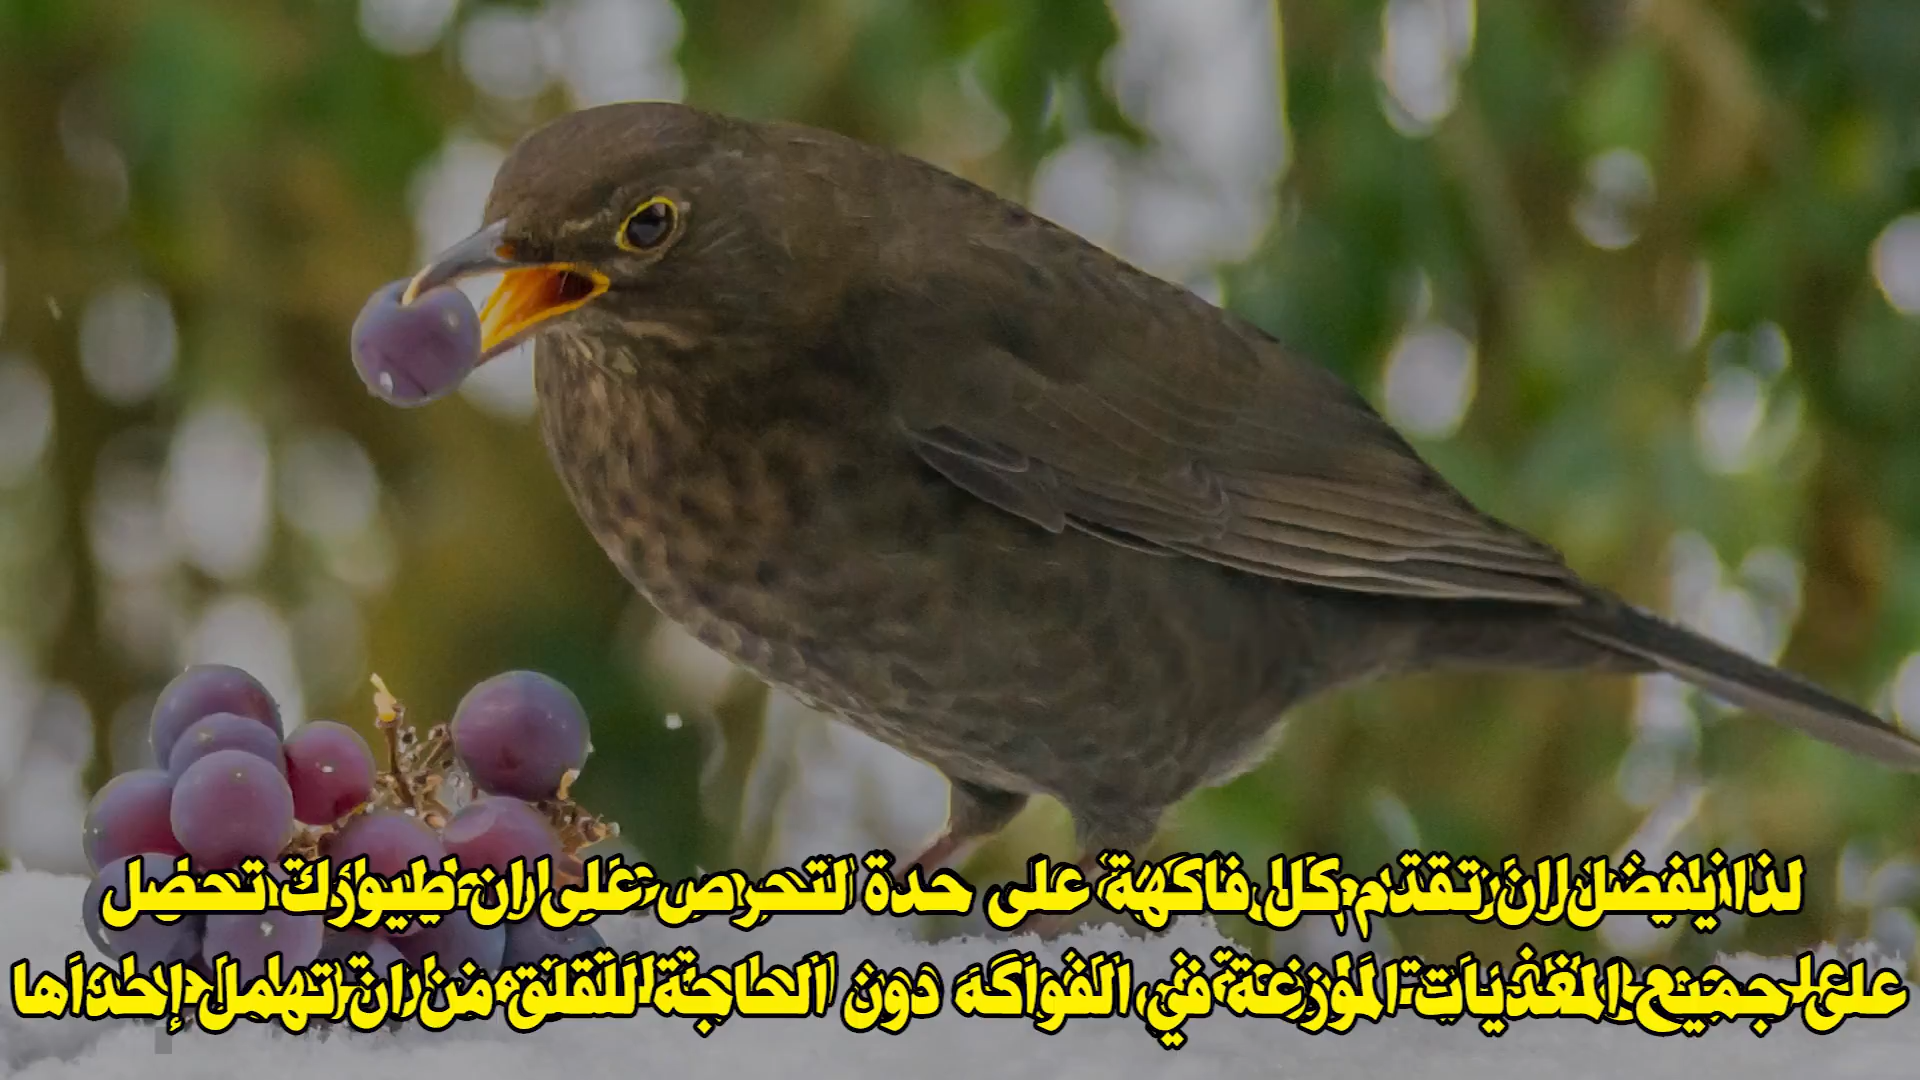 لذا يفضل ان تقدم كل فاكهة على حدة لتحرص على ان طيورك تحصل
على جميع المغذيات الموزعة في الفواكه دون الحاجة للقلق من ان تهمل إحداها